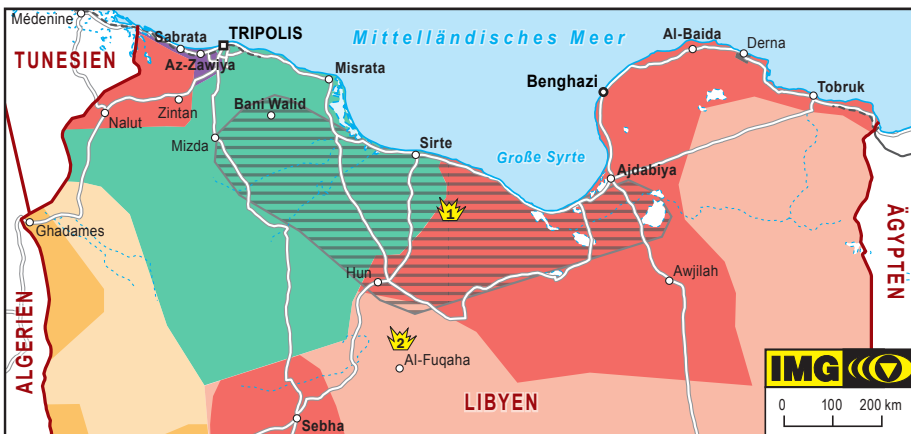 Médenine
Sabrata
TRIPOLIS
Mittelländisches Meer
Al-Baida
Derna
TUNESIEN
Az-Zawiya
Misrata
Benghazi
Tobruk
Zintan
Bani Walid
Nalut
Mizda
Sirte
Große Syrte
Ajdabiya
1
Ghadames
ÄGYPTEN
Hun
Awjilah
ALGERIEN
2
Al-Fuqaha
IMG
LIBYEN
0 100 200 km
Sebha